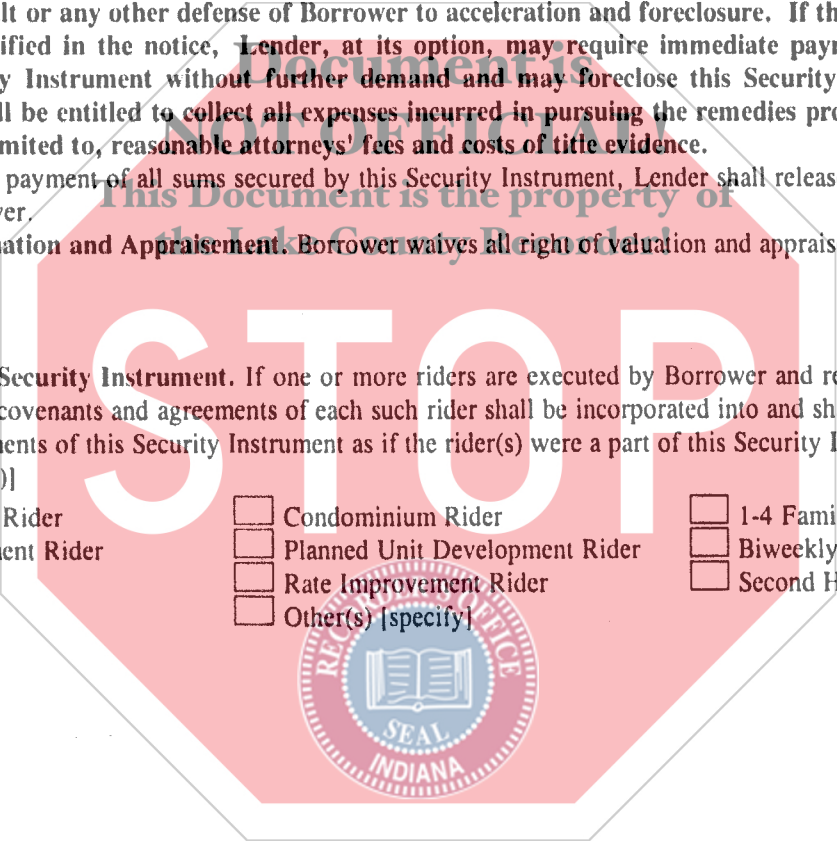 lt or any other defense of Borrower to acceleration and foreclosure. If th
ified in the notice, Lender, at its option, may require immediate payn
y Instrument without further demand and may foreclose this Security
ll be entitled to collect all expenses incurred in pursuing the remedies pro
mited to, reasonable attorneys' fees and costs of title evidence.
payment of all sums secured by this Security Instrument, Lender shall releas
ver.
ation and Appraisement. Borrower waives all right of valuation and apprais
Document is
NOT OFFICIAL!
This Document is the property of
the Lake County Recorder!
STOP
Security Instrument. If one or more riders are executed by Borrower and re
covenants and agreements of each such rider shall be incorporated into and sh
ents of this Security Instrument as if the rider(s) were a part of this Security I
)]
Rider Condominium Rider 1-4 Fami
ent Rider Planned Unit Development Rider Biweekly
Rate Improvement Rider Second H
Other(s) [specify]
RECORDER'S OFFICE
SEAL
INDIANA